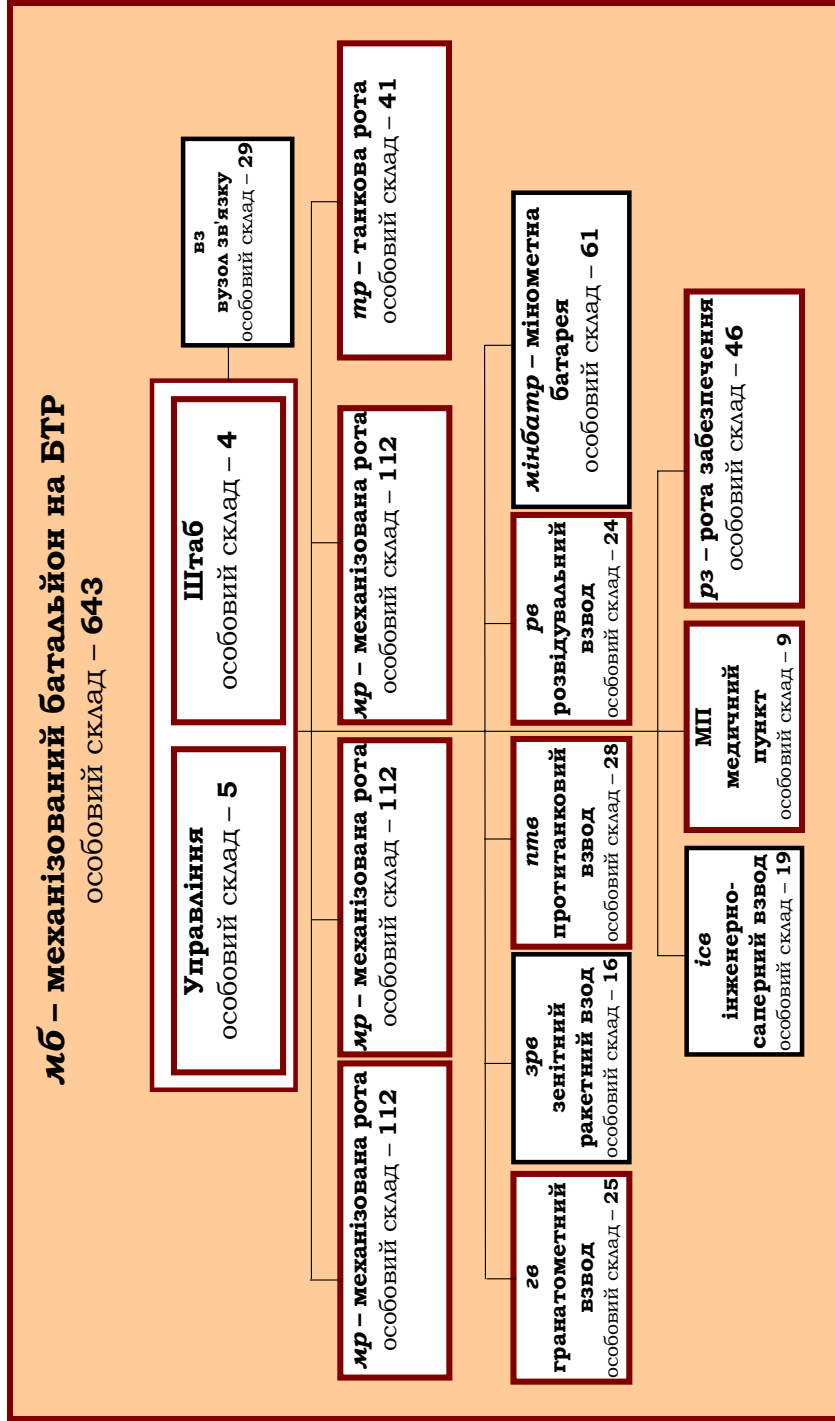 мб – механізований батальйон на БТР
особовий склад – 643
Управління
особовий склад – 5
Штаб
особовий склад – 4
вз
вузол зв'язку
особовий склад – 29
мр – механізована рота
особовий склад – 112
мр – механізована рота
особовий склад – 112
мр – механізована рота
особовий склад – 112
тр – танкова рота
особовий склад – 41
гв
гранатометний
взвод
особовий склад – 25
зрв
зенітний
ракетний взод
особовий склад – 16
птв
протитанковий
взвод
особовий склад – 28
рв
розвідувальний
взвод
особовий склад – 24
мінбатр – мінометна
батарея
особовий склад – 61
ісв
інженерно-
саперний взвод
особовий склад – 19
МП
медичний
пункт
особовий склад – 9
рз – рота забезпечення
особовий склад – 46